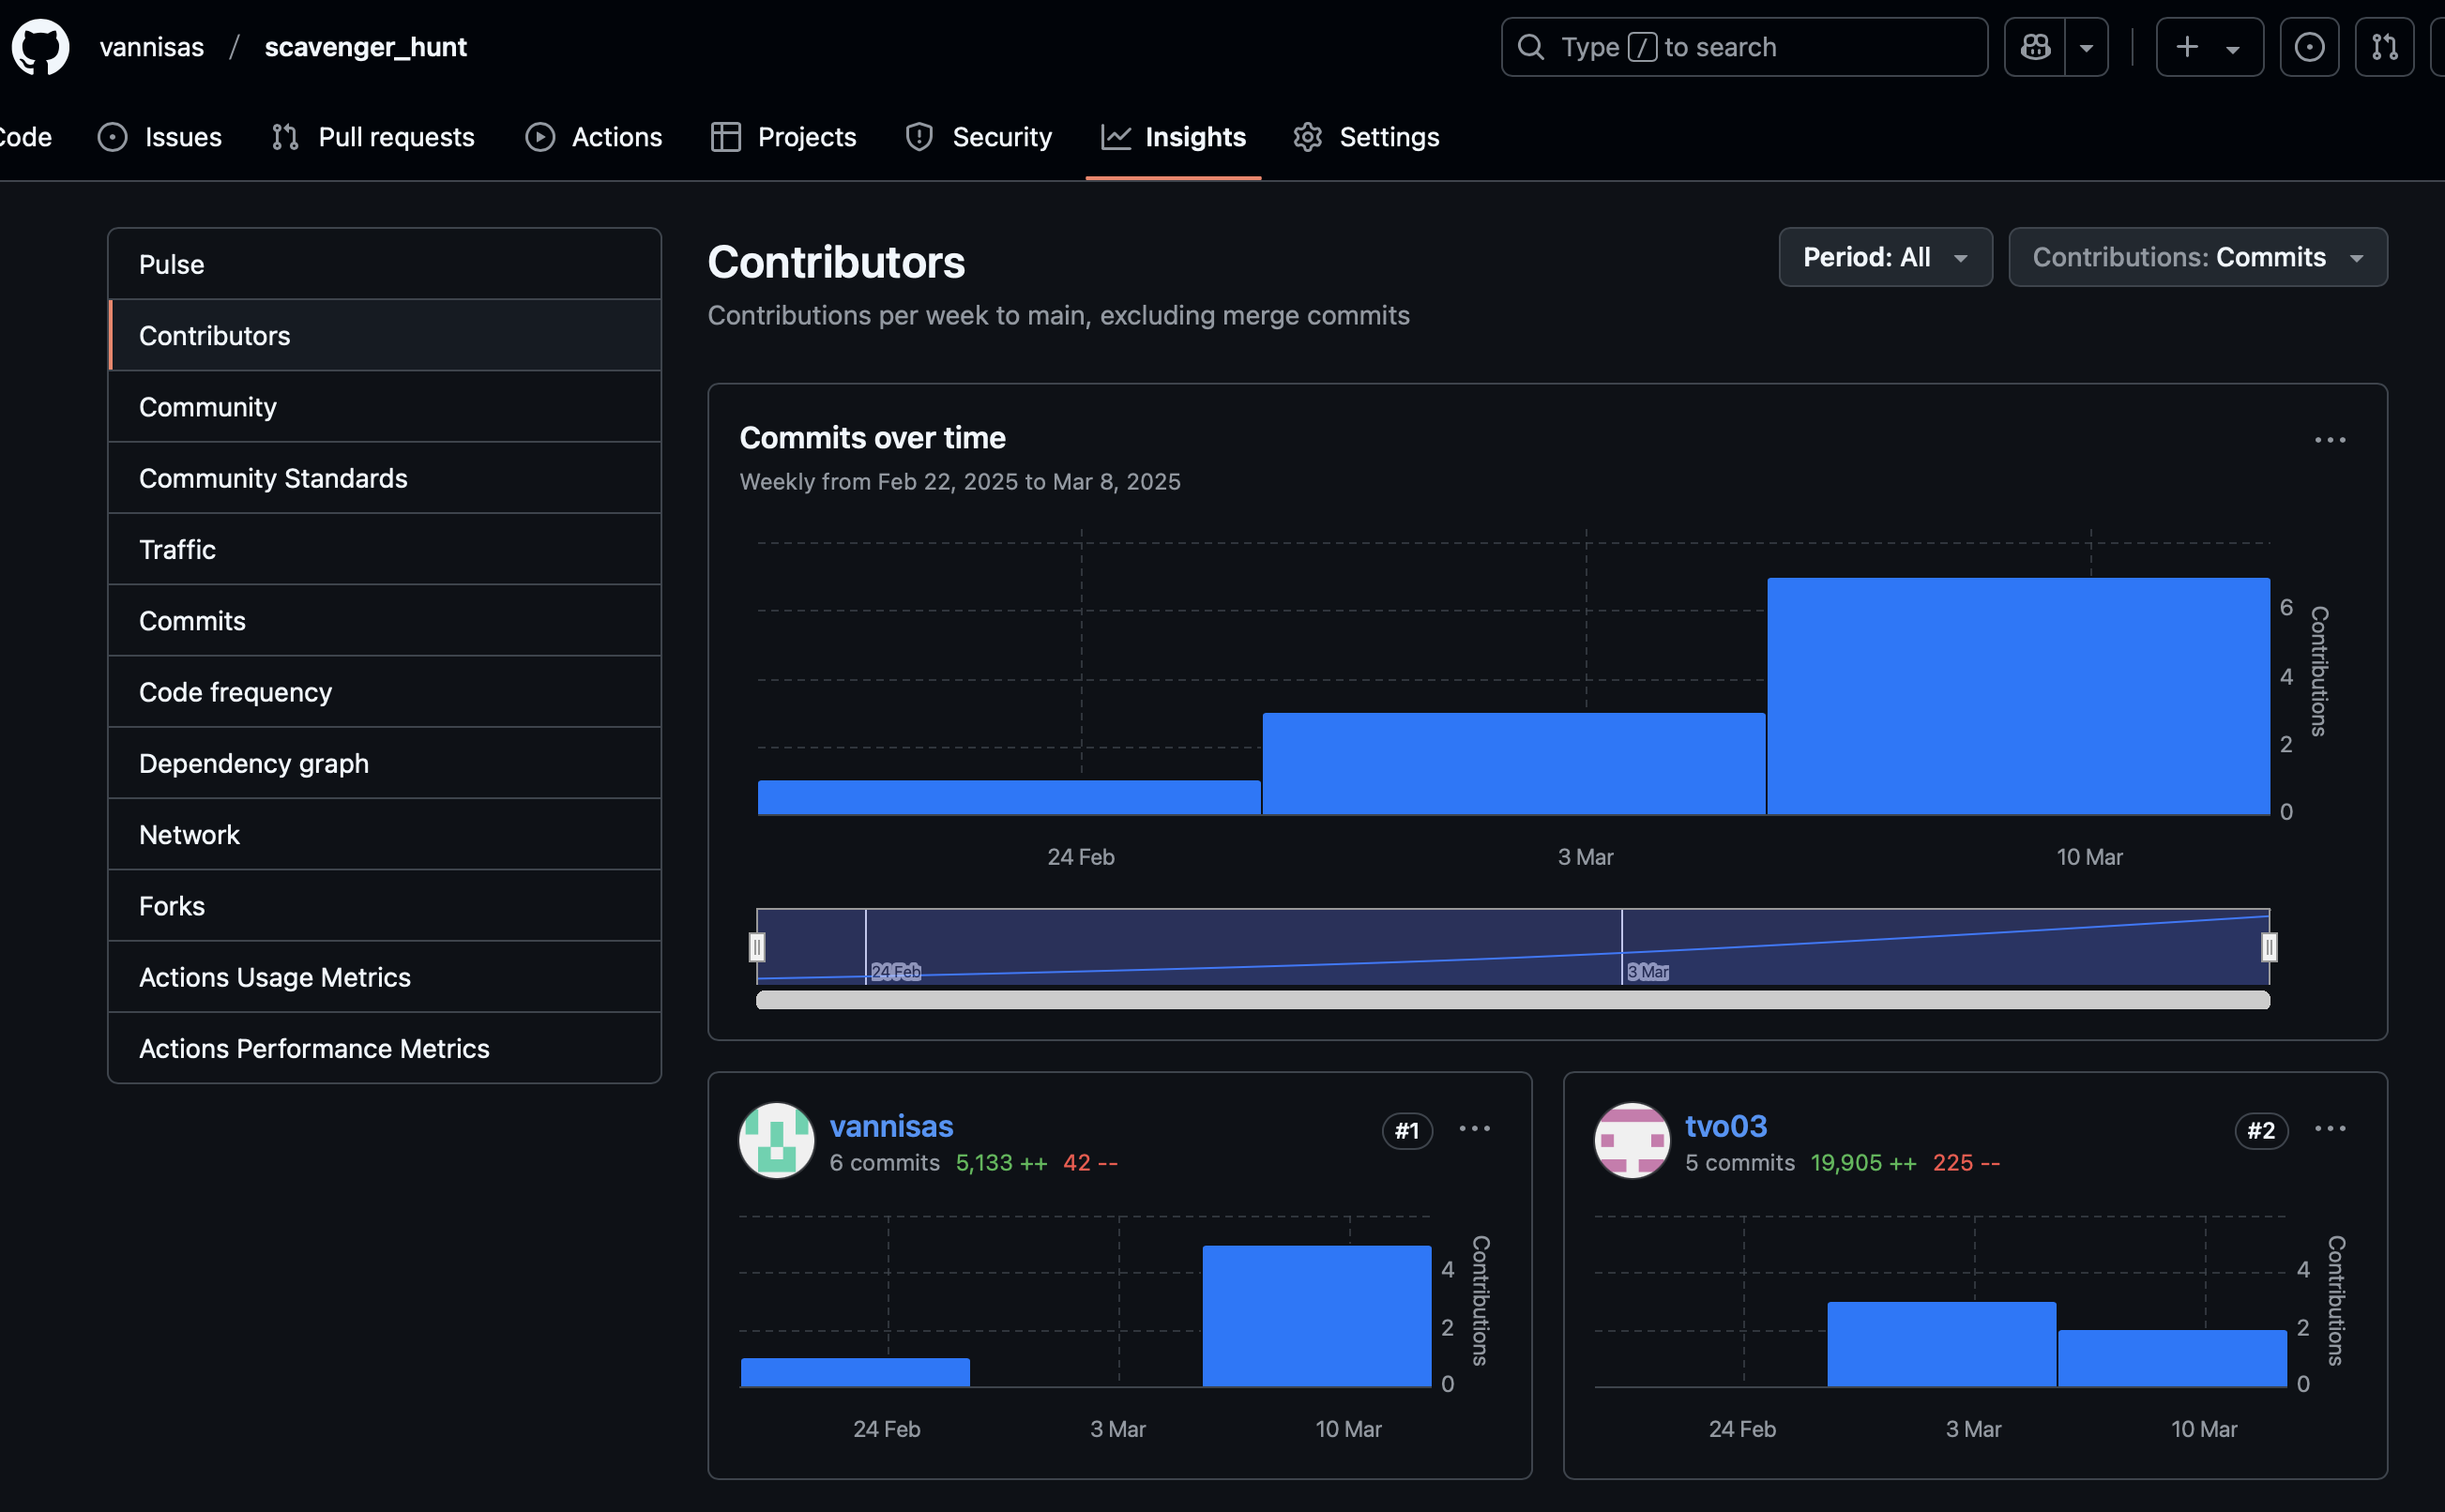 vannisas / scavenger_hunt
Type / to search
Code
Issues
Pull requests
Actions
Projects
Security
Insights
Settings
Pulse
Contributors
Community
Community Standards
Traffic
Commits
Code frequency
Dependency graph
Network
Forks
Actions Usage Metrics
Actions Performance Metrics
Contributors
Period: All
Contributions: Commits
Contributions per week to main, excluding merge commits
Commits over time
Weekly from Feb 22, 2025 to Mar 8, 2025
6
4
2
0
Contributions
24 Feb
3 Mar
10 Mar
24 Feb
3 Mar
vannisas
#1
6 commits 5,133 ++ 42 --
4
2
0
Contributions
24 Feb
3 Mar
10 Mar
tvo03
#2
5 commits 19,905 ++ 225 --
4
2
0
Contributions
24 Feb
3 Mar
10 Mar